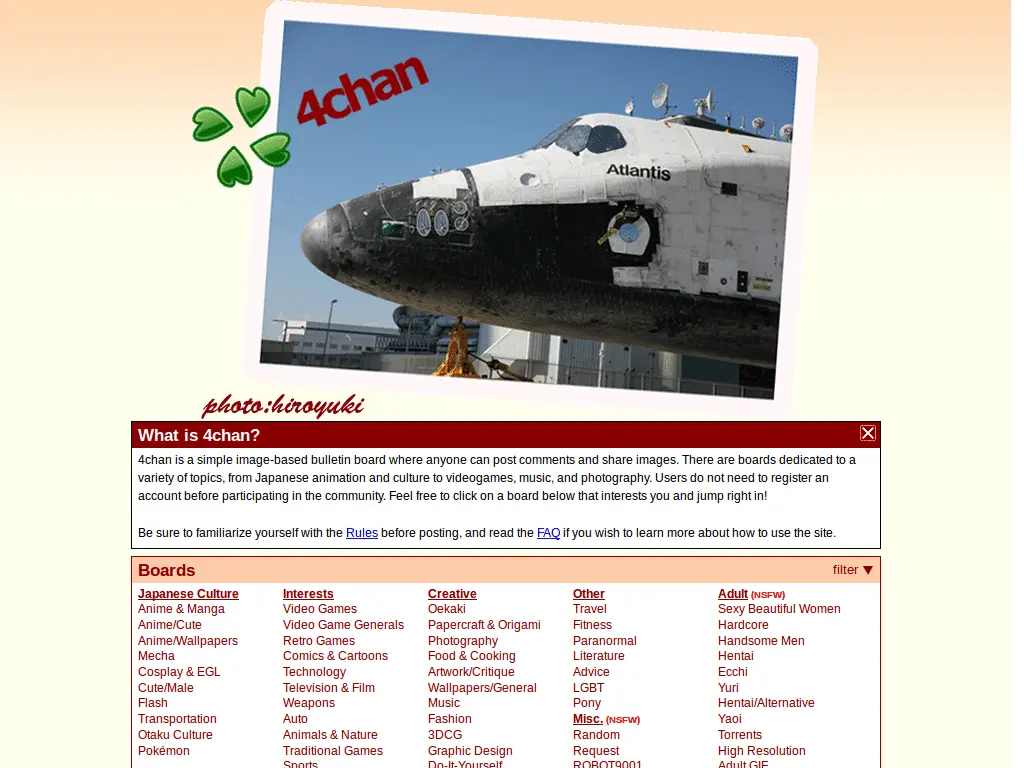 4chan
Atlantis
photo:hiroyuki
What is 4chan?
4chan is a simple image-based bulletin board where anyone can post comments and share images. There are boards dedicated to a
variety of topics, from Japanese animation and culture to videogames, music, and photography. Users do not need to register an
account before participating in the community. Feel free to click on a board below that interests you and jump right in!
Be sure to familiarize yourself with the Rules before posting, and read the FAQ if you wish to learn more about how to use the site.
Boards
filter ▼
Japanese Culture
Anime & Manga
Anime/Cute
Anime/Wallpapers
Mecha
Cosplay & EGL
Cute/Male
Flash
Transportation
Otaku Culture
Pokémon
Interests
Video Games
Video Game Generals
Retro Games
Comics & Cartoons
Technology
Television & Film
Weapons
Auto
Animals & Nature
Traditional Games
Sports
Creative
Oekaki
Papercraft & Origami
Photography
Food & Cooking
Artwork/Critique
Wallpapers/General
Music
Fashion
3DCG
Graphic Design
Do-It-Yourself
Other
Travel
Fitness
Paranormal
Literature
Advice
LGBT
Pony
Misc. (NSFW)
Random
Request
ROBOT9001
Adult (NSFW)
Sexy Beautiful Women
Hardcore
Handsome Men
Hentai
Ecchi
Yuri
Hentai/Alternative
Yaoi
Torrents
High Resolution
Adult GIF